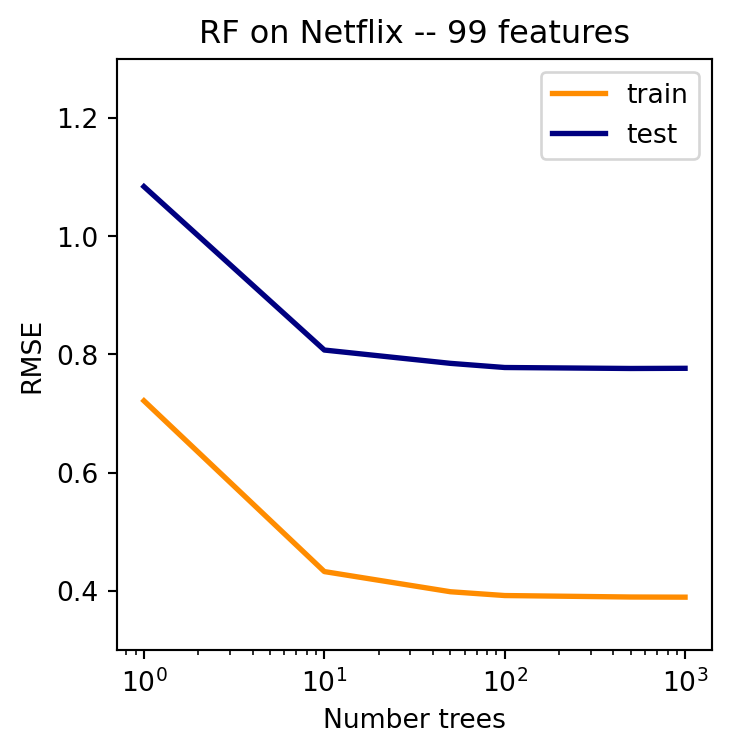 RF on Netflix -- 99 features
train
test
RMSE
1.2
1.0
0.8
0.6
0.4
10⁰ 10¹ 10² 10³
Number trees